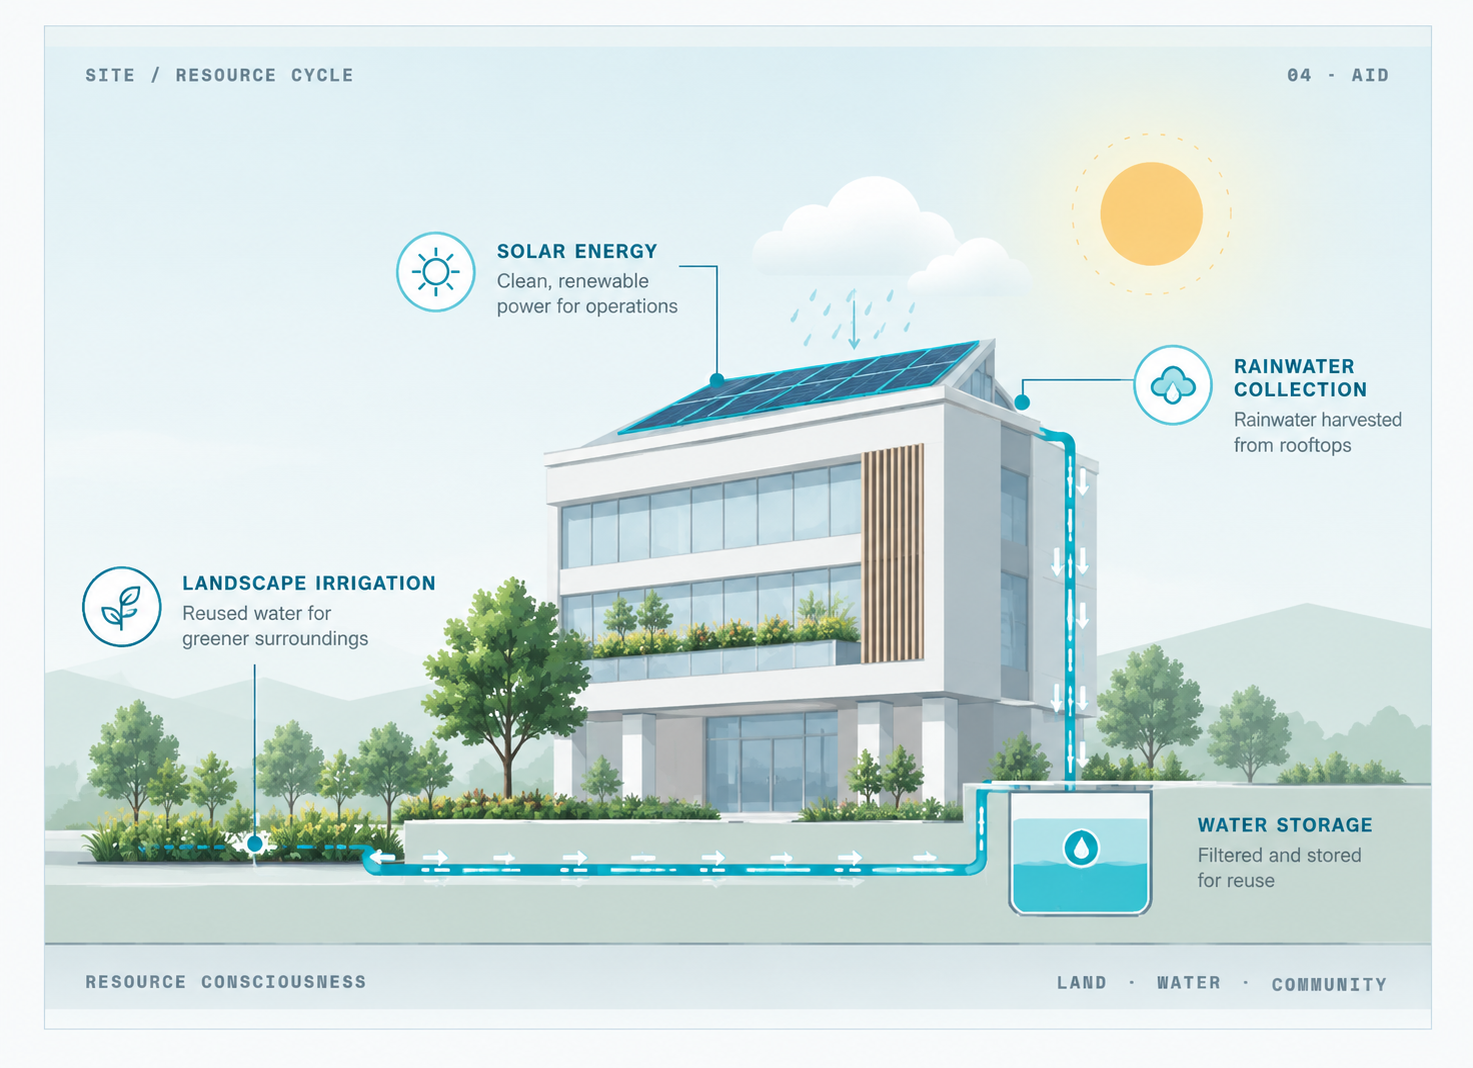 SITE / RESOURCE CYCLE
04 · AID
SOLAR ENERGY
Clean, renewable
power for operations
RAINWATER
COLLECTION
Rainwater harvested
from rooftops
LANDSCAPE IRRIGATION
Reused water for
greener surroundings
WATER STORAGE
Filtered and stored
for reuse
RESOURCE CONSCIOUSNESS
LAND · WATER · COMMUNITY